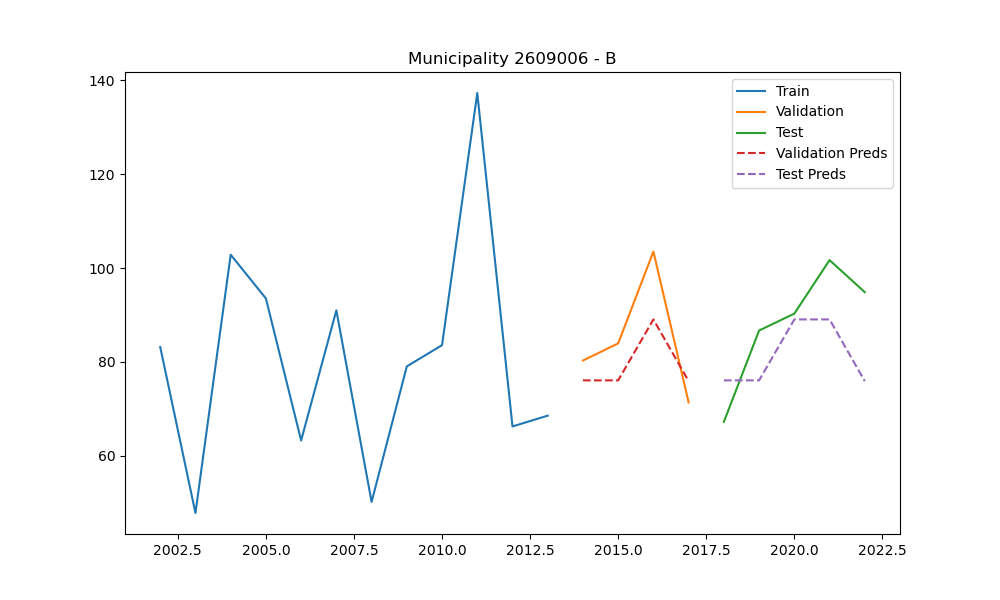 Municipality 2609006 - B
140
120
100
80
60
2002.5 2005.0 2007.5 2010.0 2012.5 2015.0 2017.5 2020.0 2022.5
Train
Validation
Test
Validation Preds
Test Preds